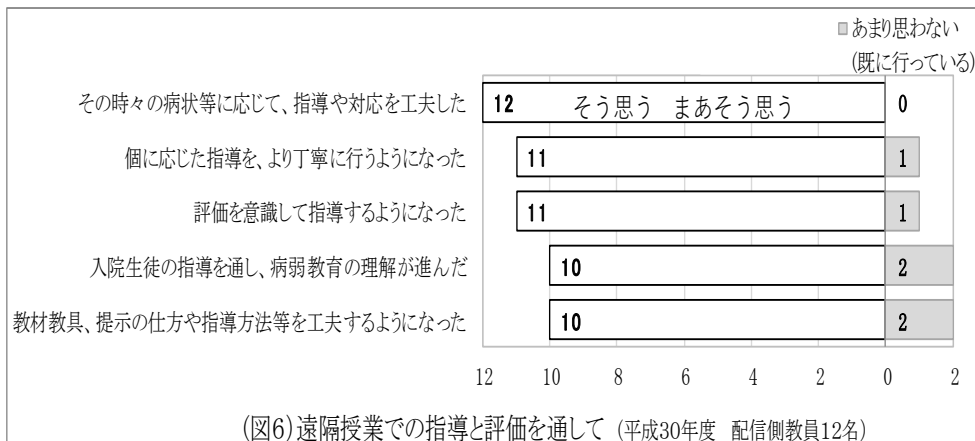 ■あまり思わない
(既に行っている)
その時々の病状等に応じて、指導や対応を工夫した 12 そう思う まあそう思う 0
個に応じた指導を、より丁寧に行うようになった 11 1
評価を意識して指導するようになった 11 1
入院生徒の指導を通し、病弱教育の理解が進んだ 10 2
教材教具、提示の仕方や指導方法等を工夫するようになった 10 2
12 10 8 6 4 2 0 2
(図6)遠隔授業での指導と評価を通して (平成30年度 配信側教員12名)